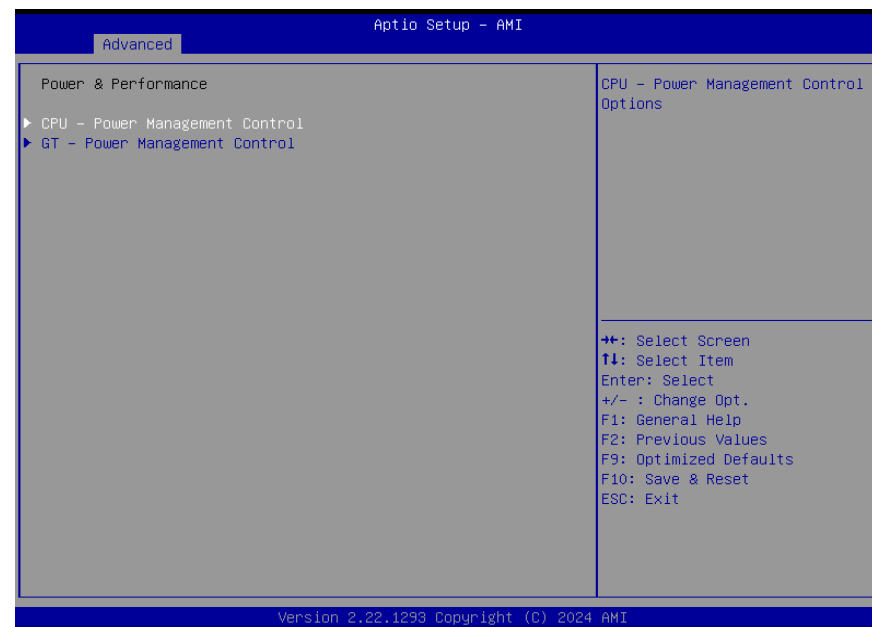 Aptio Setup – AMI
Advanced
Power & Performance
▶ CPU – Power Management Control
▶ GT – Power Management Control
CPU – Power Management Control
Options
→←: Select Screen
↑↓: Select Item
Enter: Select
+/– : Change Opt.
F1: General Help
F2: Previous Values
F9: Optimized Defaults
F10: Save & Reset
ESC: Exit
Version 2.22.1293 Copyright (C) 2024 AMI